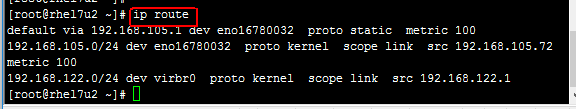 [root@rhel7u2 ~]#
[root@rhel7u2 ~]# ip route
default via 192.168.105.1 dev eno16780032  proto static  metric 100
192.168.105.0/24 dev eno16780032  proto kernel  scope link  src 192.168.105.72
metric 100
192.168.122.0/24 dev virbr0  proto kernel  scope link  src 192.168.122.1
[root@rhel7u2 ~]#